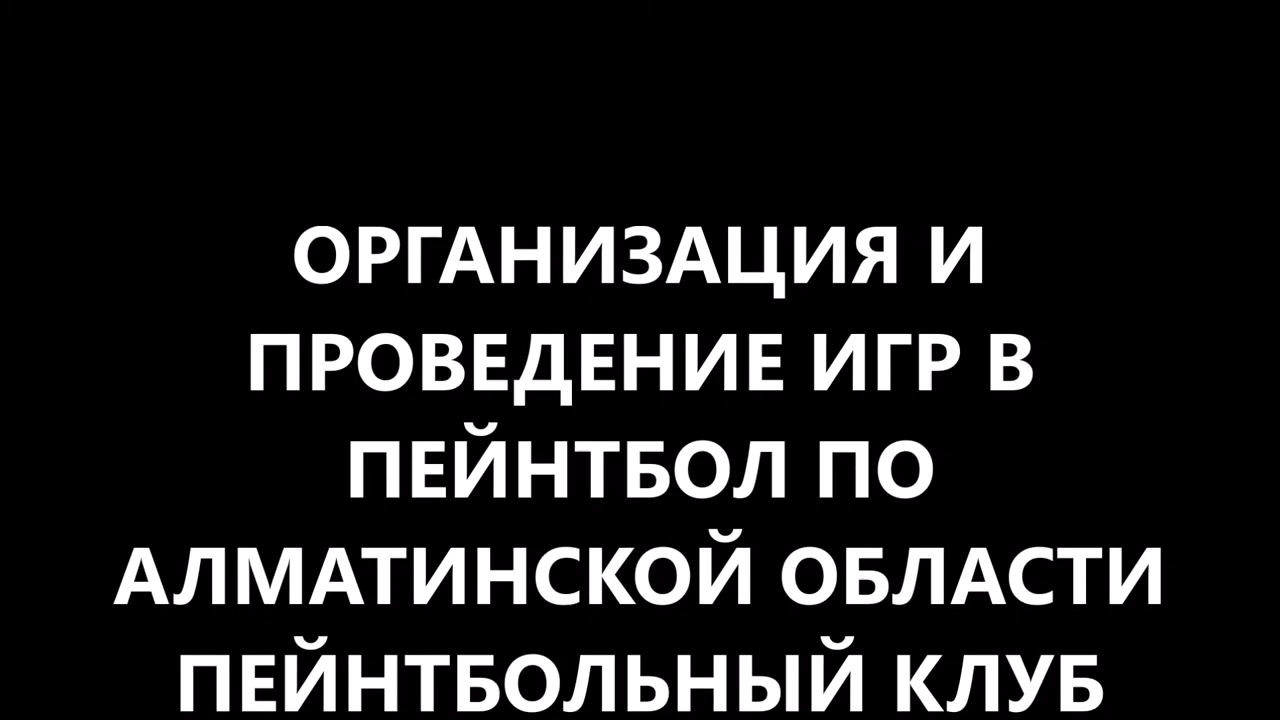 ОРГАНИЗАЦИЯ И
ПРОВЕДЕНИЕ ИГР В
ПЕЙНТБОЛ ПО
АЛМАТИНСКОЙ ОБЛАСТИ
ПЕЙНТБОЛЬНЫЙ КЛУБ